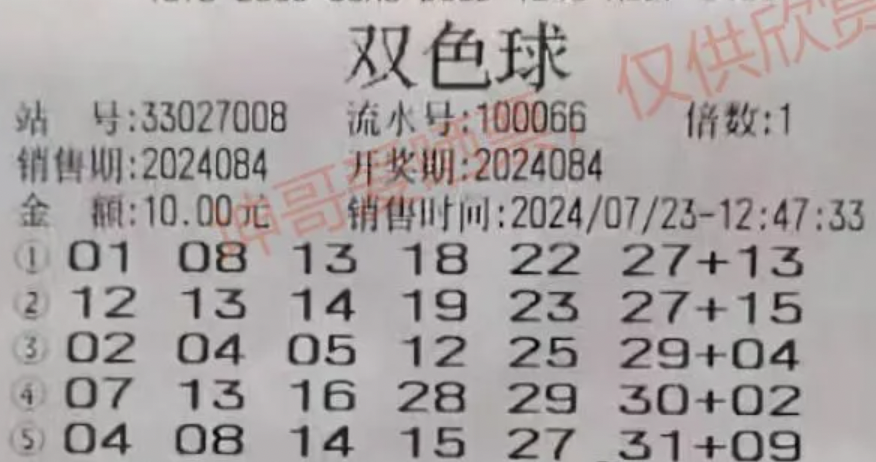 双色球
站 号:33027008 流水号:100066 倍数:1
销售期:2024084 开奖期:2024084
金 额:10.00元 销售时间:2024/07/23-12:47:33
① 01 08 13 18 22 27+13
② 12 13 14 19 23 27+15
③ 02 04 05 12 25 29+04
④ 07 13 16 28 29 30+02
⑤ 04 08 14 15 27 31+09
坤哥爱晒票，仅供欣赏